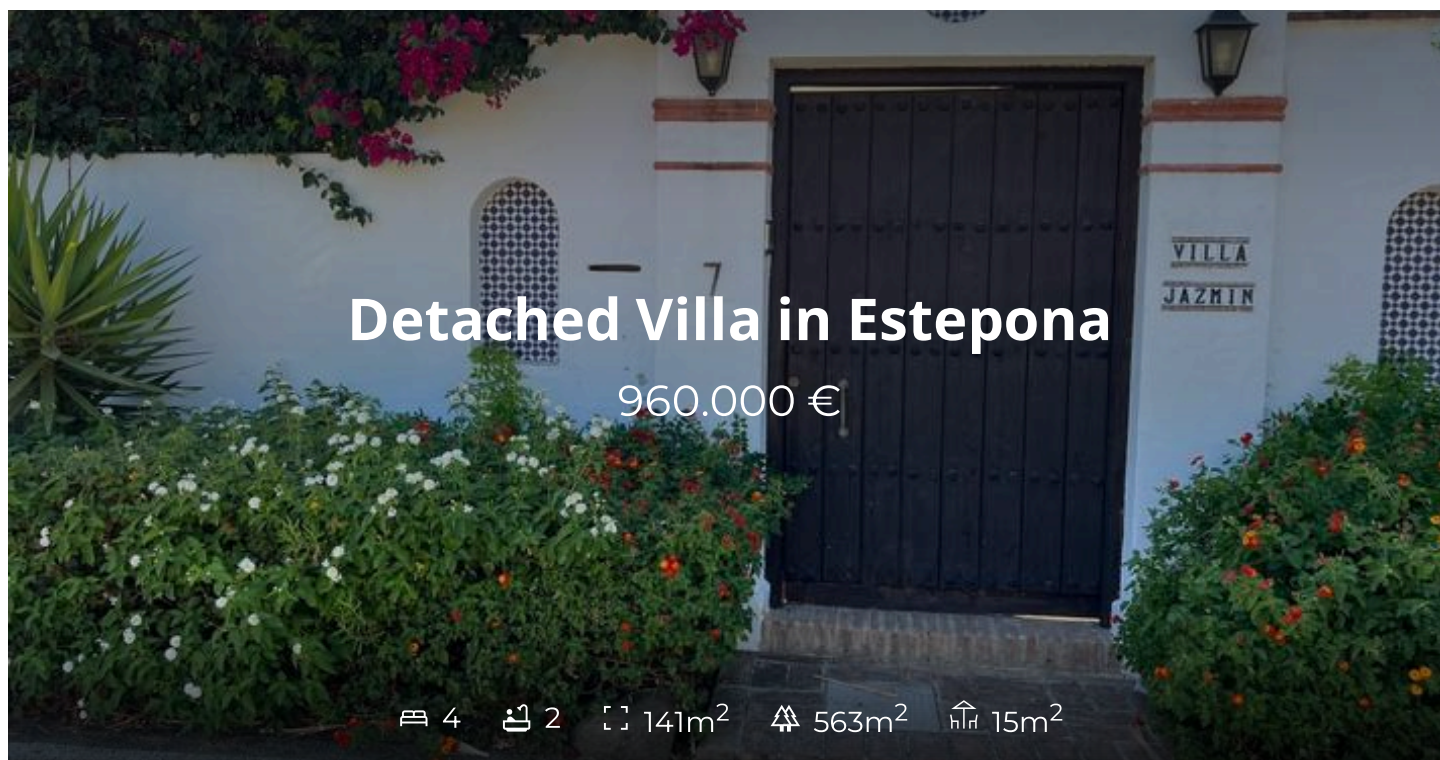 VILLA
7
JAZMIN
Detached Villa in Estepona
960.000 €
4 2 141m² 563m² 15m²